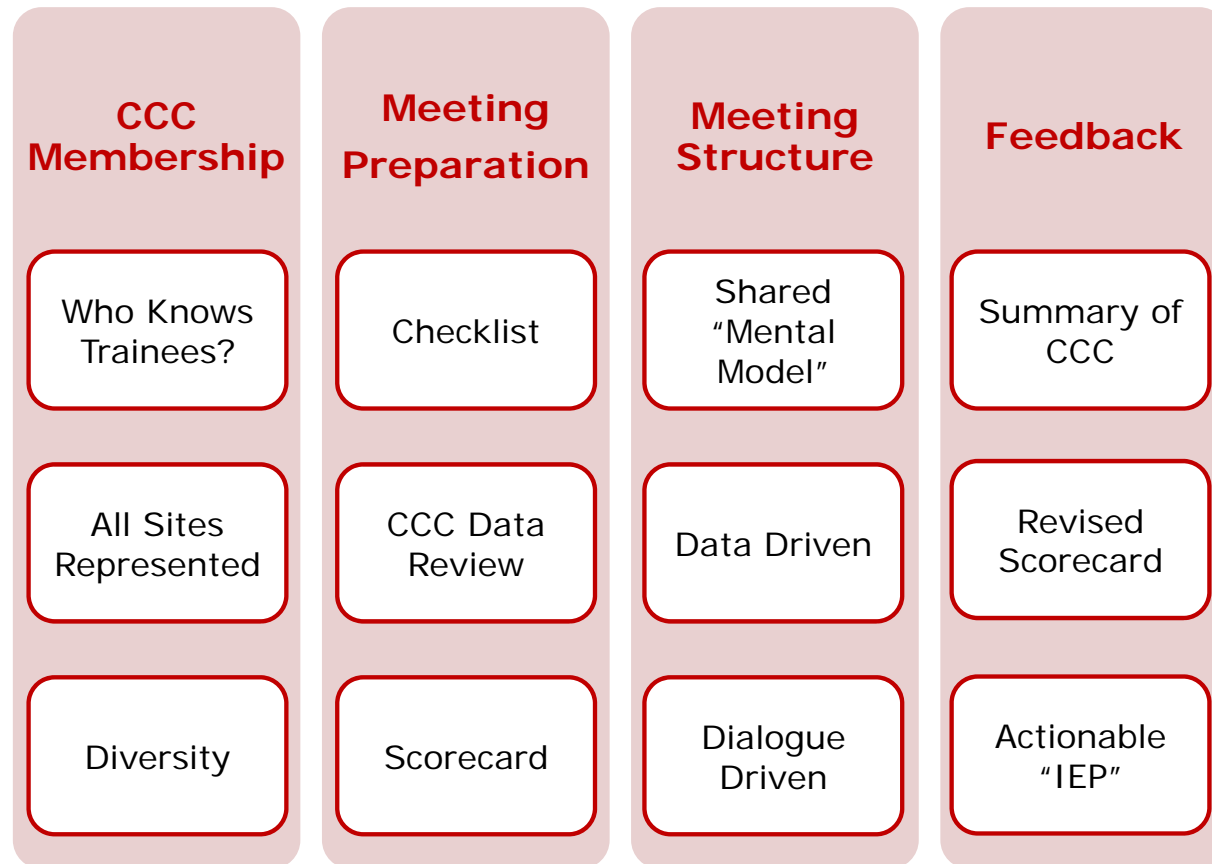 CCC
Membership
Who Knows
Trainees?
All Sites
Represented
Diversity
Meeting
Preparation
Checklist
CCC Data
Review
Scorecard
Meeting
Structure
Shared
“Mental
Model”
Data Driven
Dialogue
Driven
Feedback
Summary of
CCC
Revised
Scorecard
Actionable
“IEP”